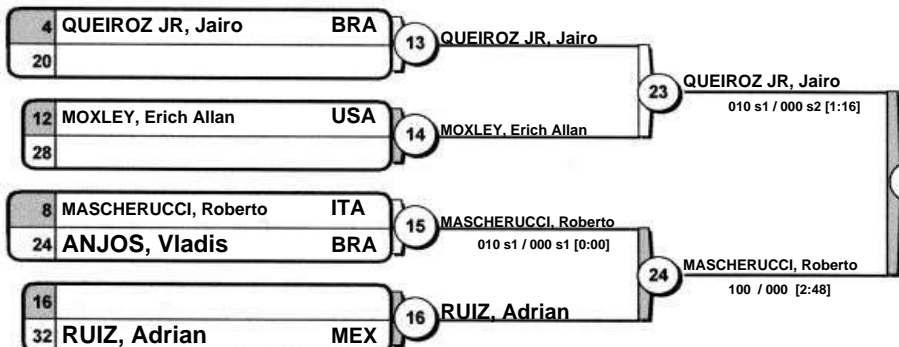 4 QUEIROZ JR, Jairo BRA
20
13 QUEIROZ JR, Jairo
12 MOXLEY, Erich Allan USA
28
14 MOXLEY, Erich Allan
23 QUEIROZ JR, Jairo
010 s1 / 000 s2 [1:16]
8 MASCHERUCCI, Roberto ITA
24 ANJOS, Vladis BRA
15 MASCHERUCCI, Roberto
010 s1 / 000 s1 [0:00]
16
32 RUIZ, Adrian MEX
16 RUIZ, Adrian
24 MASCHERUCCI, Roberto
100 / 000 [2:48]